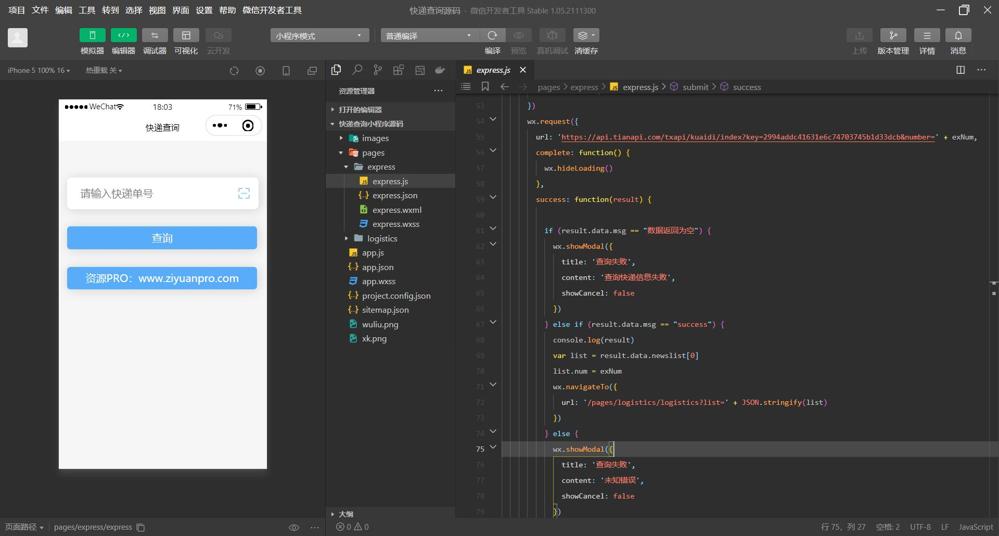 项目 文件 编辑 工具 转到 选择 视图 界面 设置 帮助 微信开发者工具
快递查询源码 - 微信开发者工具 Stable 1.05.2111300
模拟器 编辑器 调试器 可视化 云开发
小程序模式 普通编译
编译 预览 真机调试 清缓存
上传 版本管理 详情 消息
iPhone 5 100% 16 热重载 关
WeChat 18:03 71%
快递查询
请输入快递单号
查询
资源PRO：www.ziyuanpro.com
资源管理器
打开的编辑器
快递查询小程序源码
images
pages
express
express.js
express.json
express.wxml
express.wxss
logistics
app.js
app.json
app.wxss
project.config.json
sitemap.json
wuliu.png
xk.png
大纲
express.js
pages › express › express.js › submit › success
53 })
54 wx.request({
55 url: 'https://api.tianapi.com/txapi/kuaidi/index?key=2994addc41631e6c74703745b1d33dcb&number=' + exNum,
56 complete: function() {
57 wx.hideLoading()
58 },
59 success: function(result) {
60
61 if (result.data.msg == "数据返回为空") {
62 wx.showModal({
63 title: '查询失败',
64 content: '查询快递信息失败',
65 showCancel: false
66 })
67 } else if (result.data.msg == "success") {
68 console.log(result)
69 var list = result.data.newslist[0]
70 list.num = exNum
71 wx.navigateTo({
72 url: '/pages/logistics/logistics?list=' + JSON.stringify(list)
73 })
74 } else {
75 wx.showModal({
76 title: '查询失败',
77 content: '未知错误',
78 showCancel: false
79 })
页面路径 pages/express/express
0 0
行 75，列 27 空格: 2 UTF-8 LF JavaScript